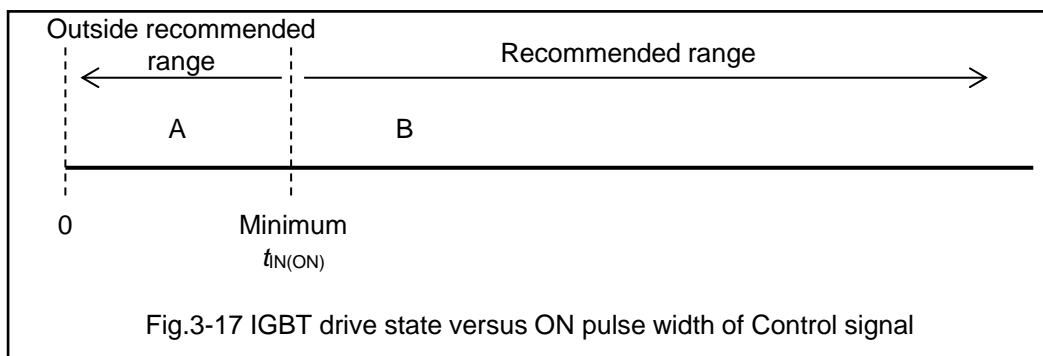 Outside recommended
range
Recommended range
A
B
0
Minimum
tIN(ON)
Fig.3-17 IGBT drive state versus ON pulse width of Control signal